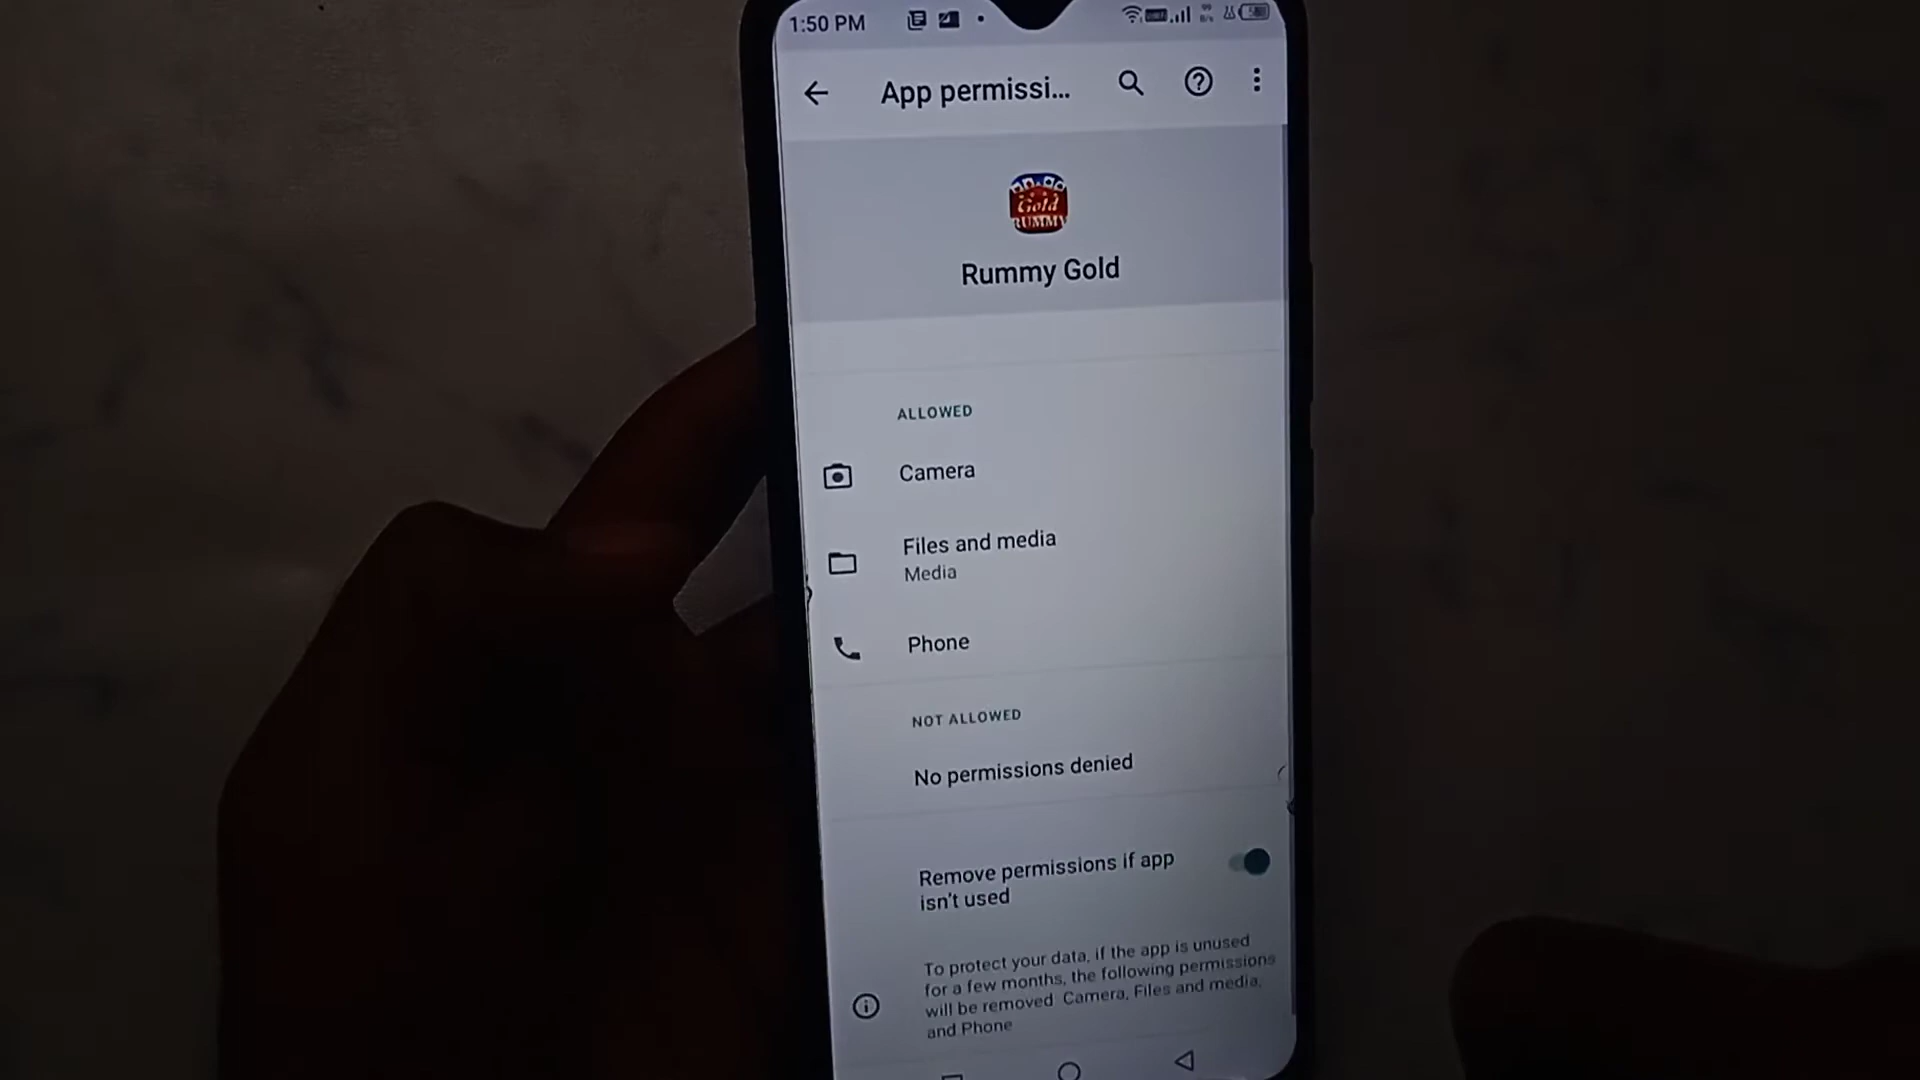 1:50 PM
App permissi...
Gold
RUMMY
Rummy Gold
ALLOWED
Camera
Files and media
Media
Phone
NOT ALLOWED
No permissions denied
Remove permissions if app
isn't used
To protect your data, if the app is unused
for a few months, the following permissions
will be removed: Camera, Files and media,
and Phone